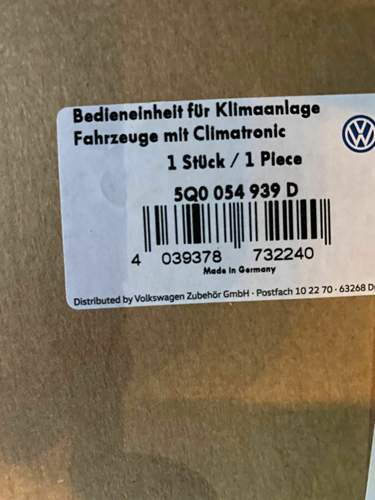 Bedieneinheit für Klimaanlage
Fahrzeuge mit Climatronic
1 Stück / 1 Piece
5Q0 054 939 D
4 039378 732240
Made in Germany
Distributed by Volkswagen Zubehör GmbH · Postfach 10 22 70 · 63268